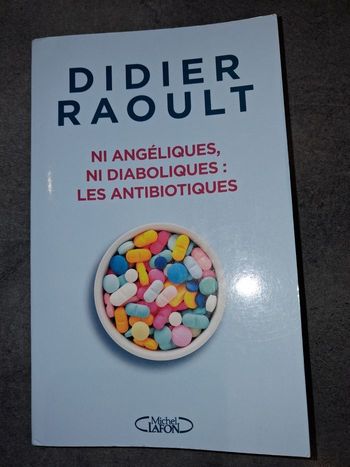 DIDIER
RAOULT
NI ANGÉLIQUES,
NI DIABOLIQUES :
LES ANTIBIOTIQUES
Michel
LAFON